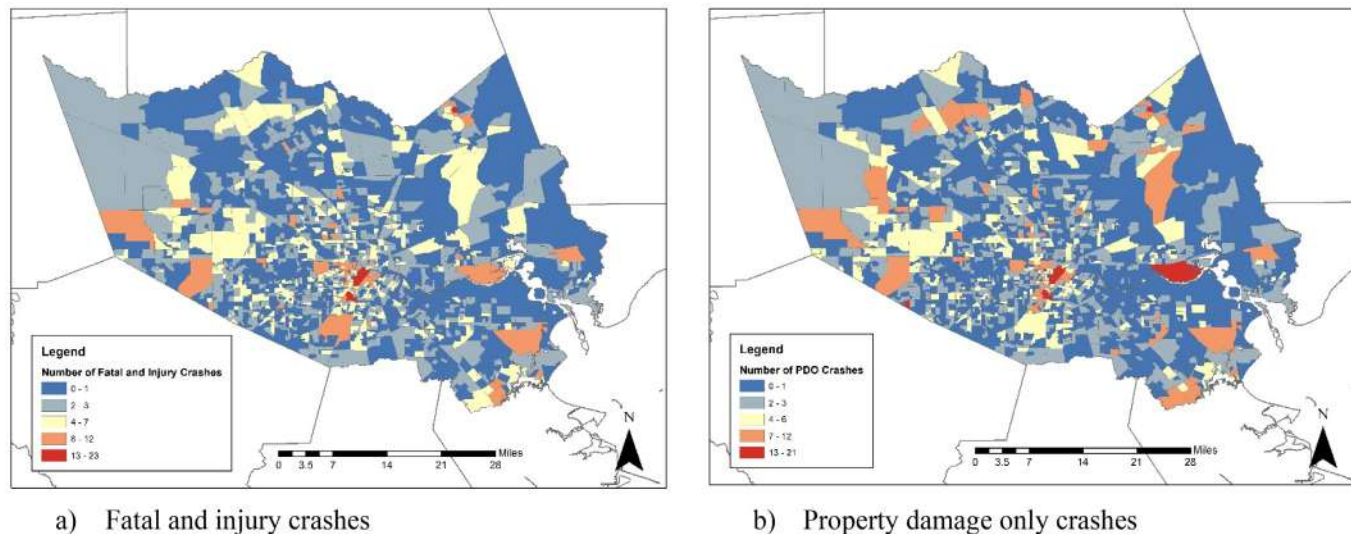 Legend
Number of Fatal and Injury Crashes
0 - 1
2 - 3
4 - 7
8 - 12
13 - 23
N
Miles
0 3.5 7 14 21 28
a) Fatal and injury crashes
Legend
Number of PDO Crashes
0 - 1
2 - 3
4 - 6
7 - 12
13 - 21
N
Miles
0 3.5 7 14 21 28
b) Property damage only crashes